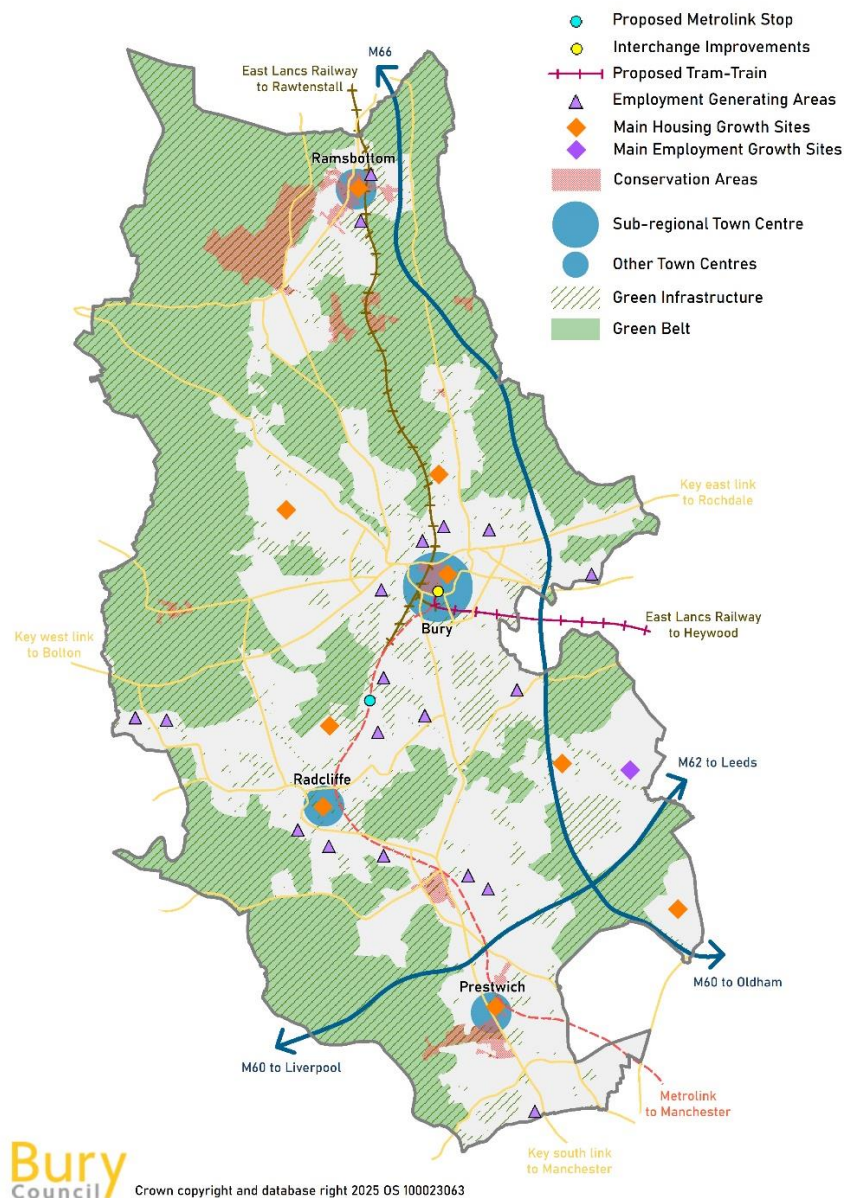 Proposed Metrolink Stop
Interchange Improvements
Proposed Tram-Train
Employment Generating Areas
Main Housing Growth Sites
Main Employment Growth Sites
Conservation Areas
Sub-regional Town Centre
Other Town Centres
Green Infrastructure
Green Belt
M66
East Lancs Railway
to Rawtenstall
Ramsbottom
Key east link
to Rochdale
East Lancs Railway
to Heywood
Bury
Key west link
to Bolton
M62 to Leeds
Radcliffe
M60 to Oldham
Prestwich
M60 to Liverpool
Metrolink
to Manchester
Key south link
to Manchester
Bury
Council
Crown copyright and database right 2025 OS 100023063